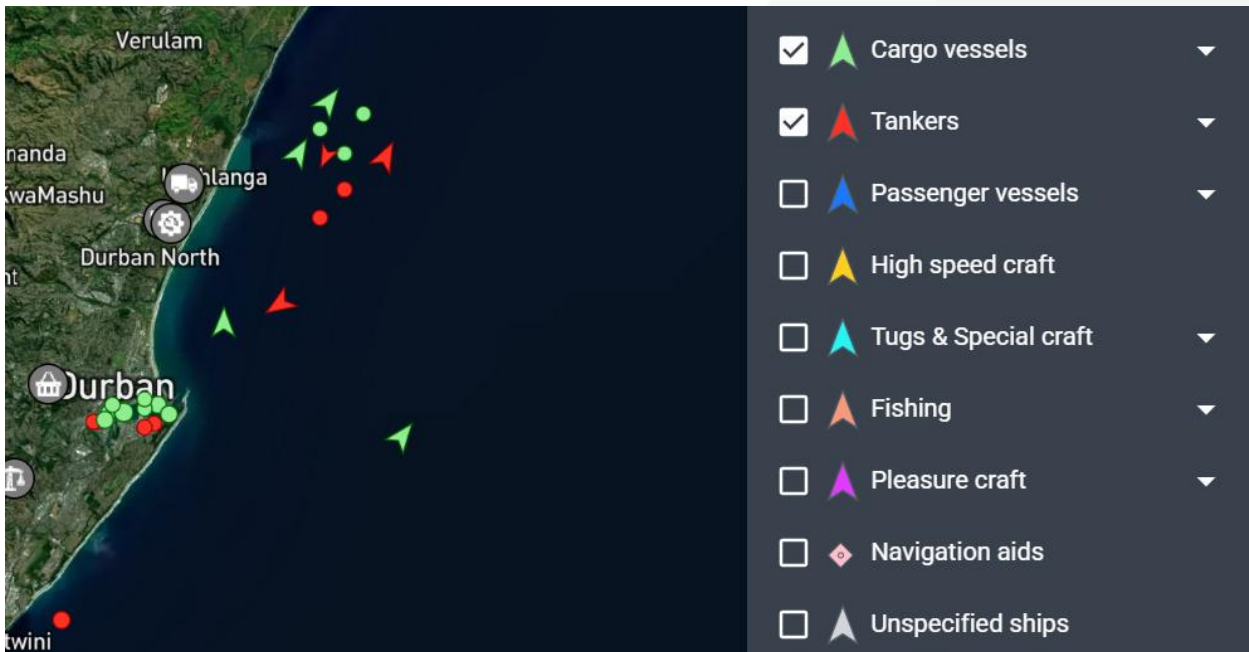 Verulam
nanda
KwaMashu
hlanga
Durban North
nt
Durban
twini
Cargo vessels
Tankers
Passenger vessels
High speed craft
Tugs & Special craft
Fishing
Pleasure craft
Navigation aids
Unspecified ships